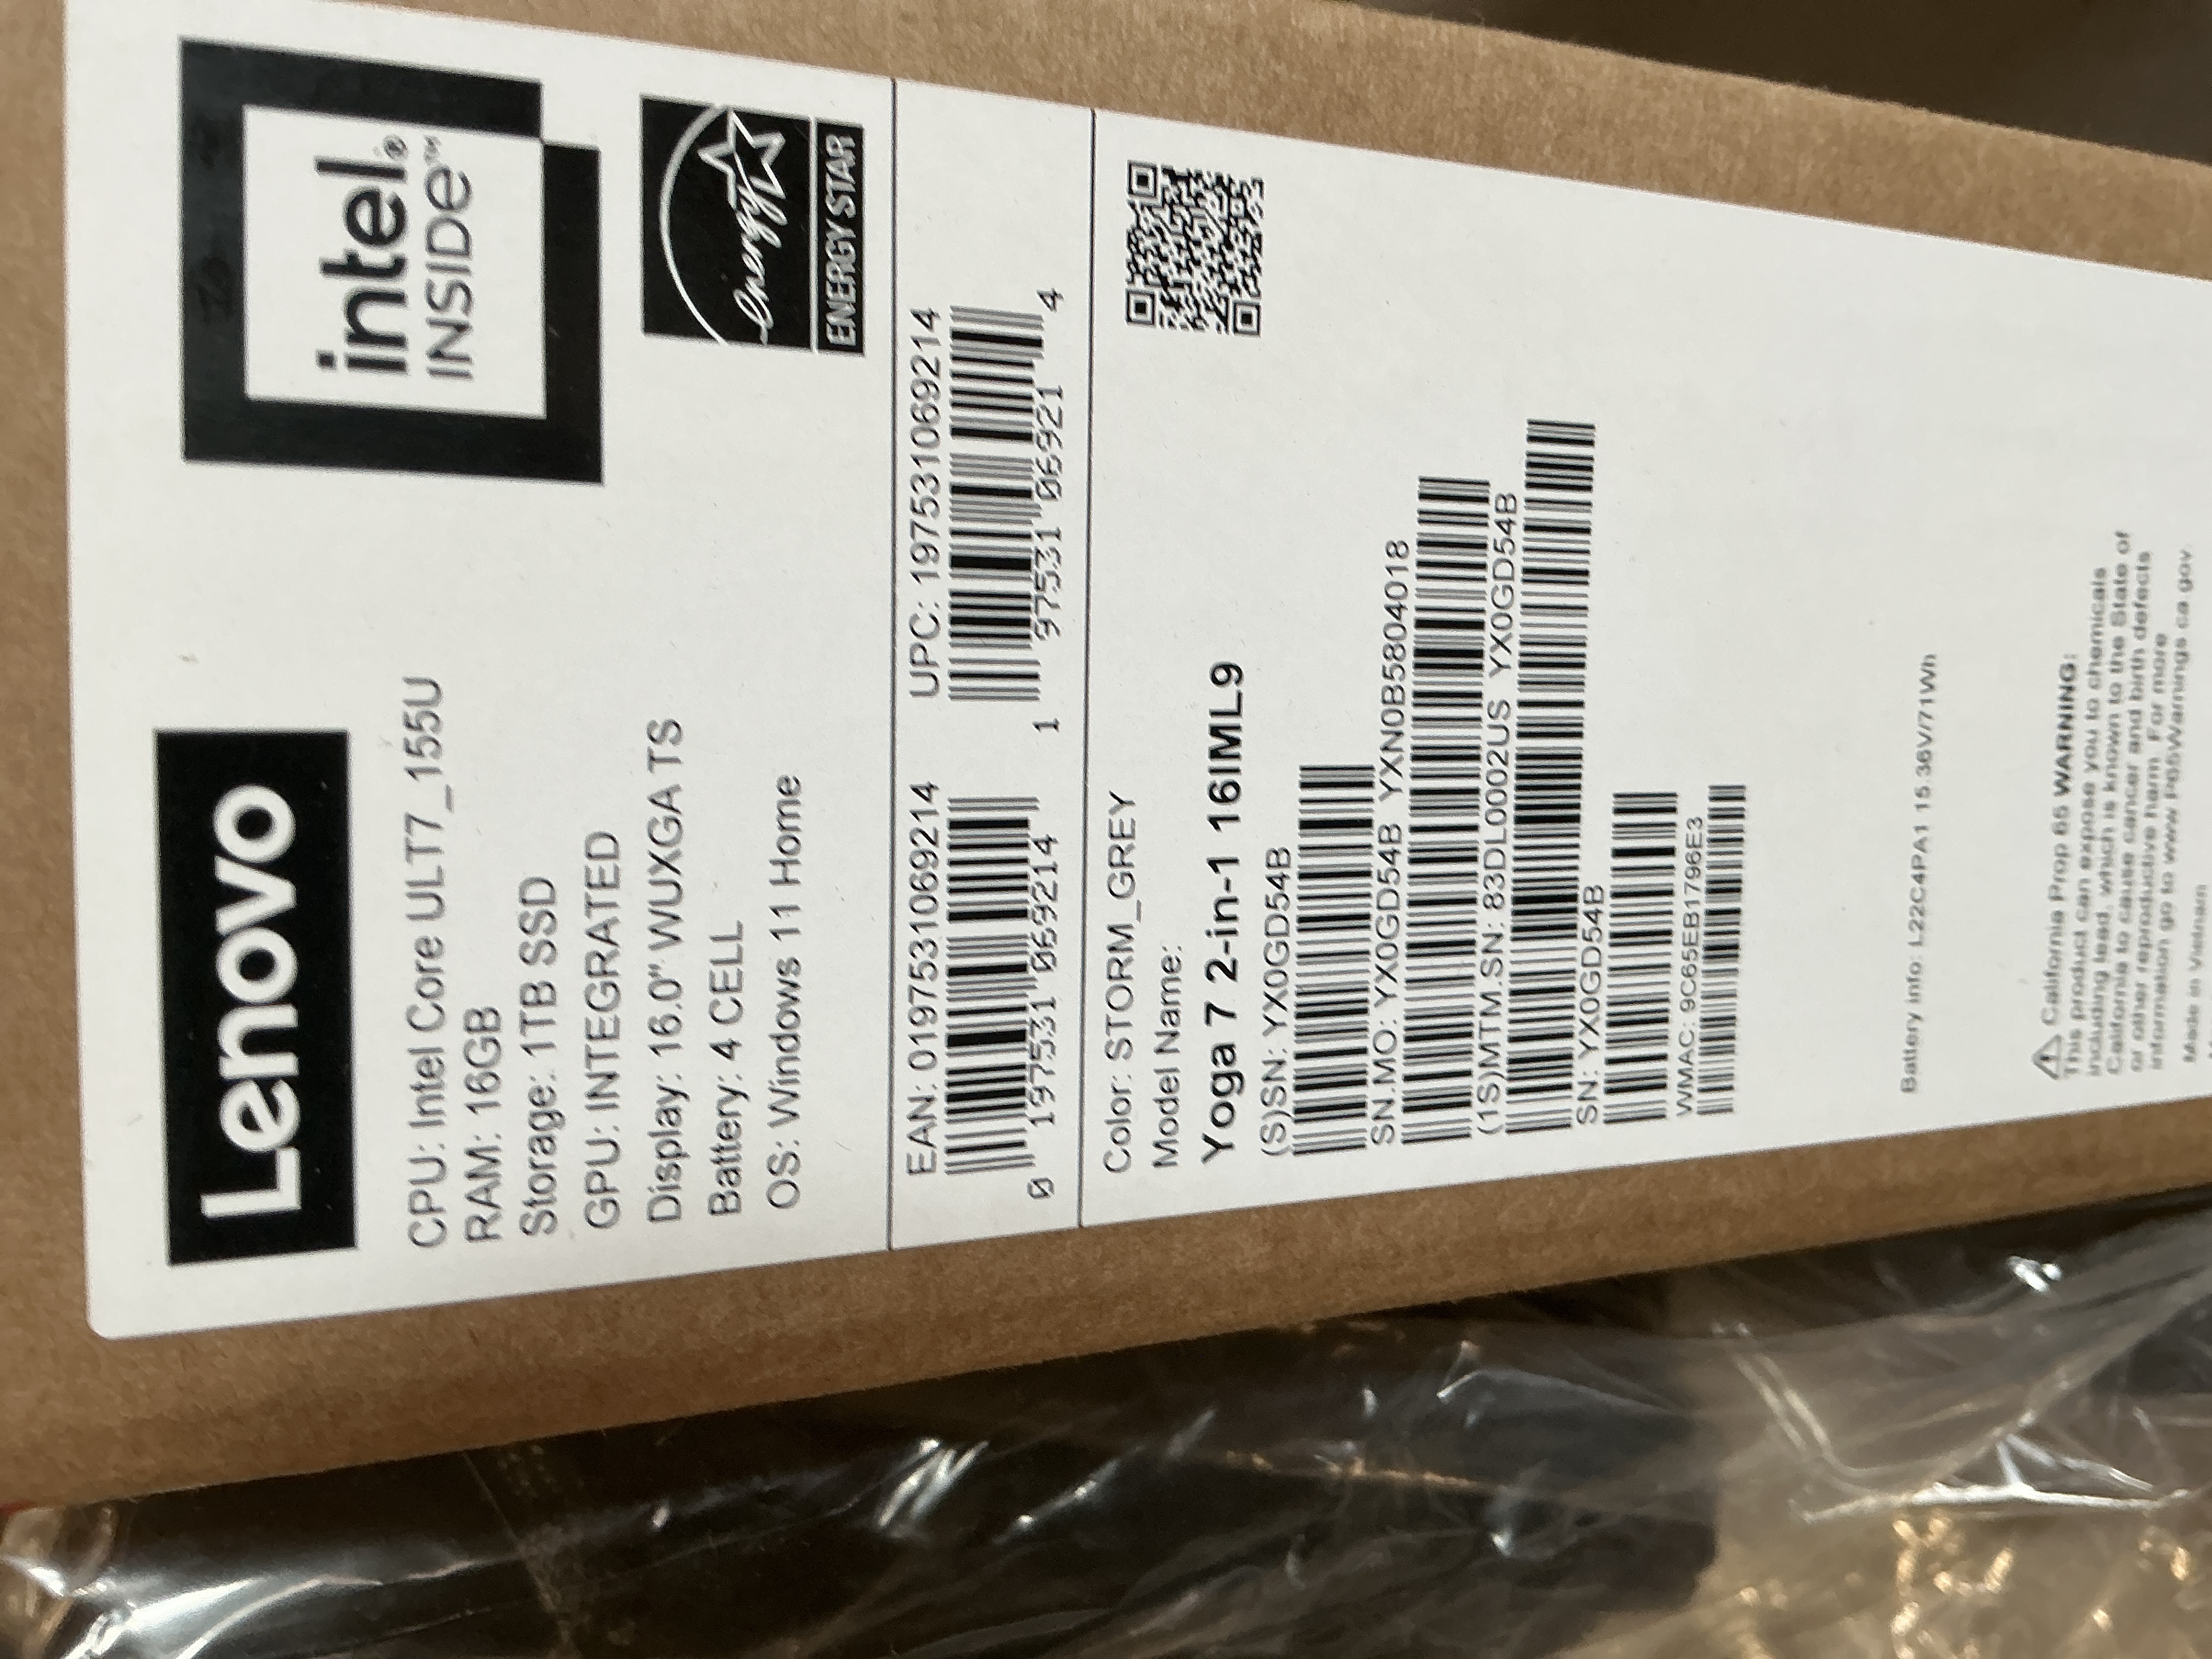 Lenovo
intel®
INSIDE™
CPU: Intel Core ULT7_155U
RAM: 16GB
Storage: 1TB SSD
GPU: INTEGRATED
Display: 16.0" WUXGA TS
Battery: 4 CELL
OS: Windows 11 Home
energy
ENERGY STAR
EAN: 0197531069214
UPC: 197531069214
0 197531 069214
1 97531 06921 4
Color: STORM_GREY
Model Name:
Yoga 7 2-in-1 16IML9
(S)SN: YX0GD54B
SN.MO: YX0GD54B YXN0B5804018
(1S)MTM.SN: 83DL0002US YX0GD54B
SN: YX0GD54B
WMAC: 9C65EB1796E3
Battery info: L22C4PA1 15.36V/71Wh
⚠ California Prop 65 WARNING:
This product can expose you to chemicals
including lead, which is known to the State of
California to cause cancer and birth defects
or other reproductive harm. For more
information go to www.P65Warnings.ca.gov
Made in Vietnam